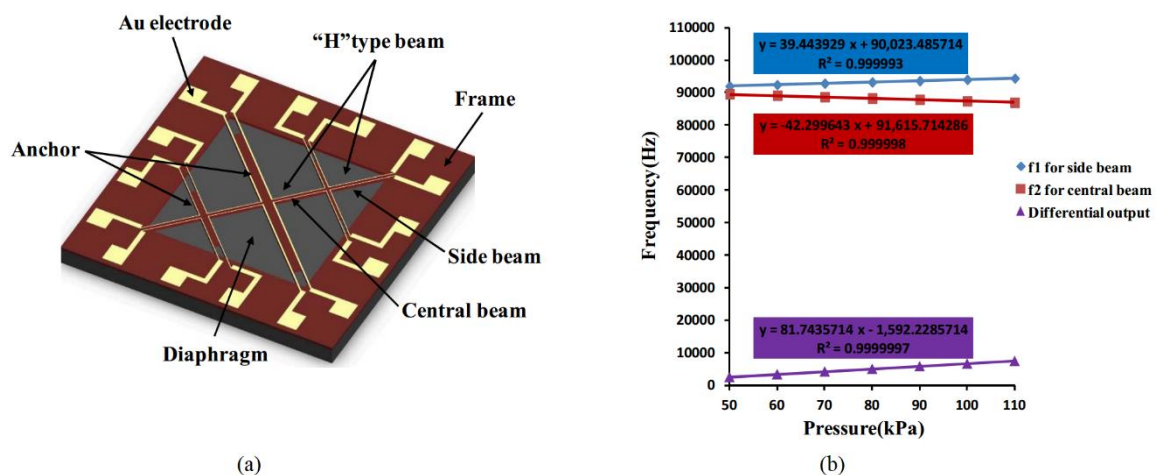 Au electrode
“H”type beam
Frame
Anchor
Side beam
Central beam
Diaphragm
(a)
110000
100000
90000
80000
70000
60000
50000
40000
30000
20000
10000
0
Frequency(Hz)
y = 39.443929 x + 90,023.485714
R² = 0.999993
y = -42.299643 x + 91,615.714286
R² = 0.999998
y = 81.7435714 x - 1,592.2285714
R² = 0.9999997
50 60 70 80 90 100 110
Pressure(kPa)
f1 for side beam
f2 for central beam
Differential output
(b)